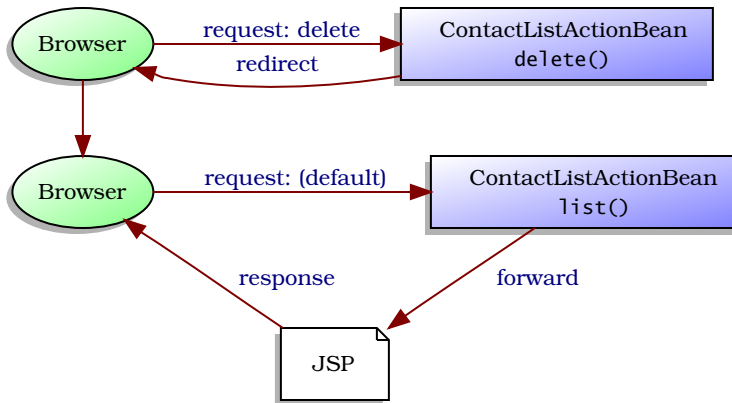 Browser
request: delete
ContactListActionBean
delete()
redirect
Browser
request: (default)
ContactListActionBean
list()
response
forward
JSP